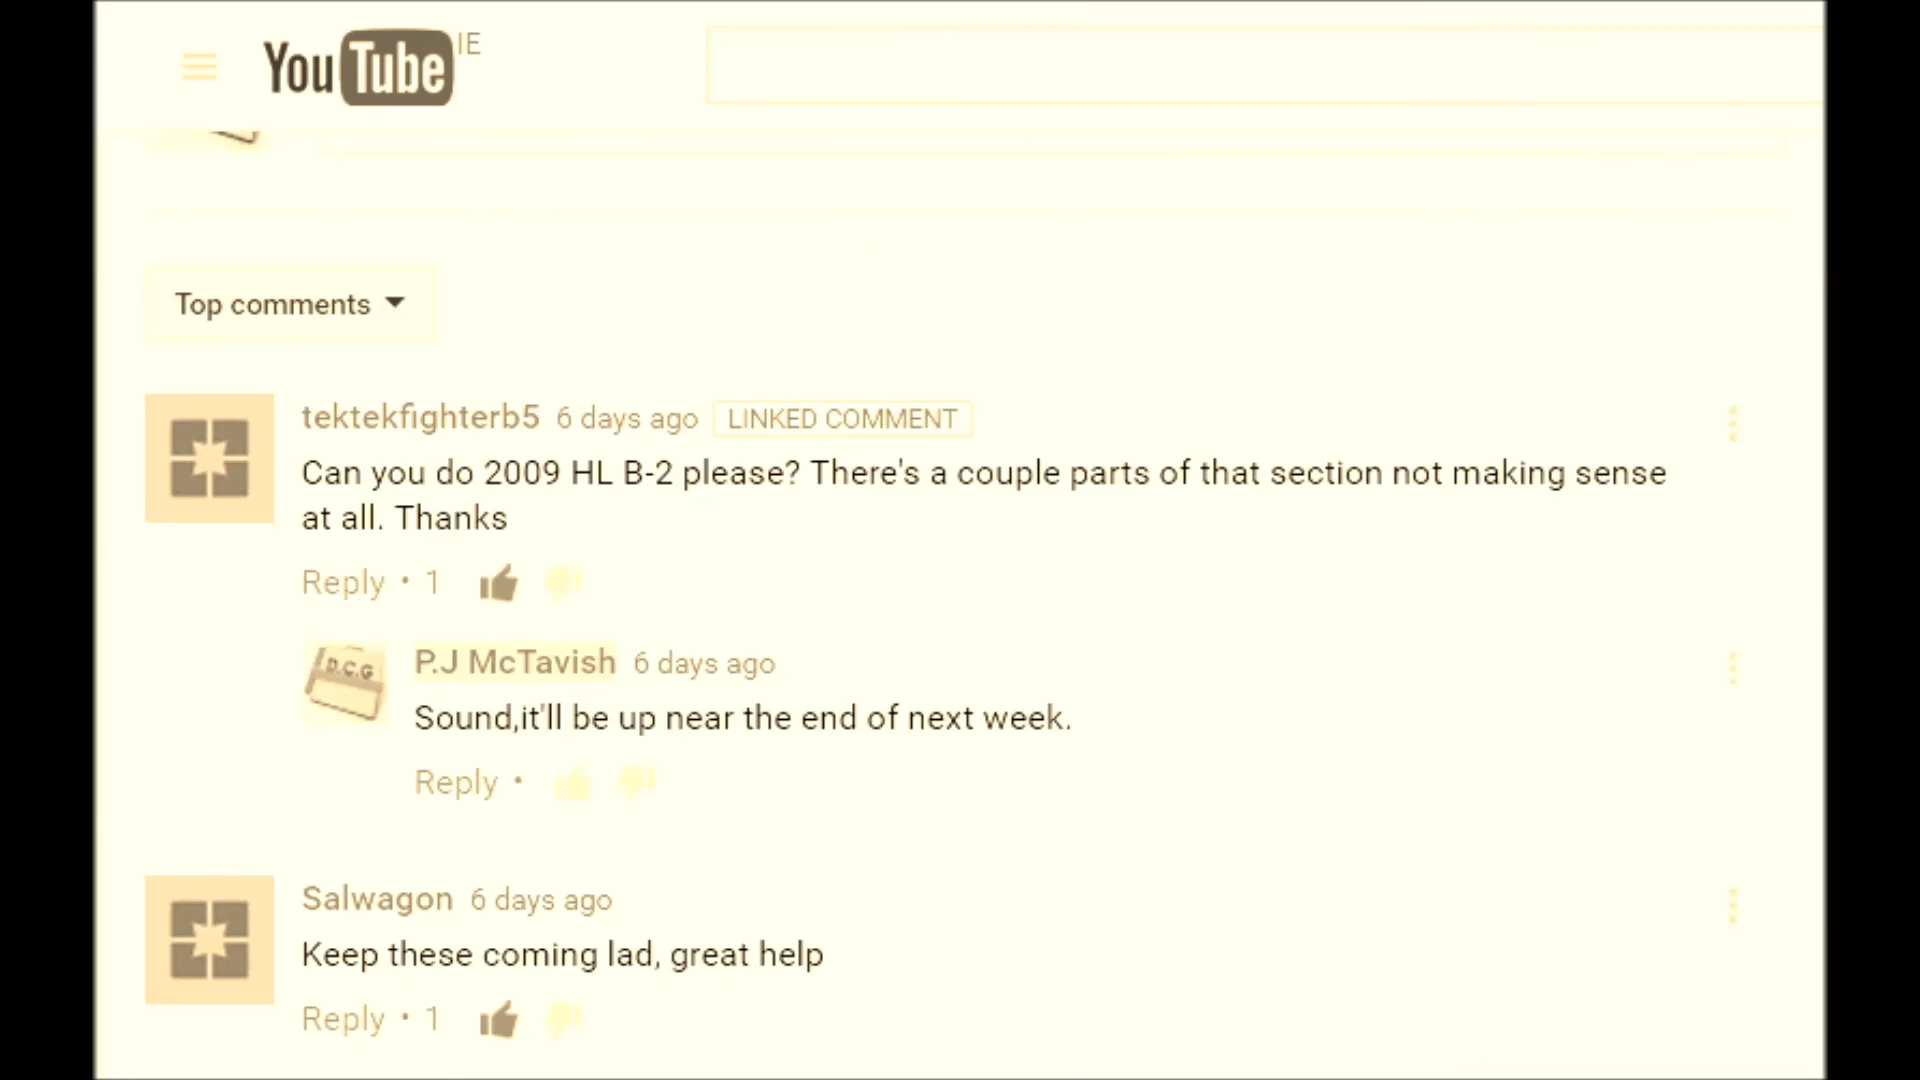 YouTube IE
Top comments
tektekfighterb5 6 days ago LINKED COMMENT
Can you do 2009 HL B-2 please? There's a couple parts of that section not making sense
at all. Thanks
Reply • 1
D.C.G
P.J McTavish 6 days ago
Sound,it'll be up near the end of next week.
Reply •
Salwagon 6 days ago
Keep these coming lad, great help
Reply • 1